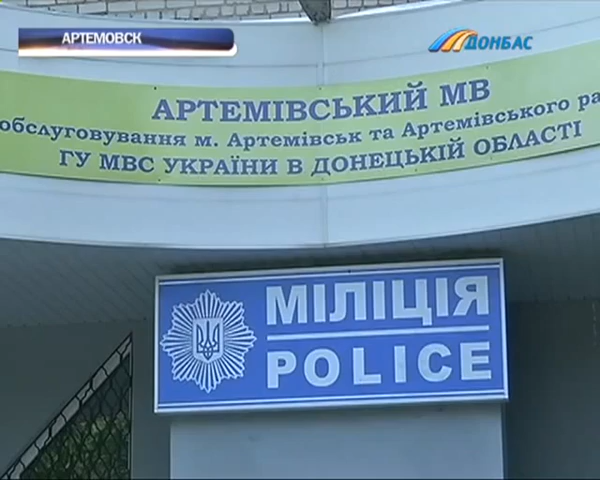 АРТЕМОВСК
ДОНБАС
АРТЕМІВСЬКИЙ МВ
обслуговування м. Артемівськ та Артемівського ра
ГУ МВС УКРАЇНИ В ДОНЕЦЬКІЙ ОБЛАСТІ
МІЛІЦІЯ
POLICE